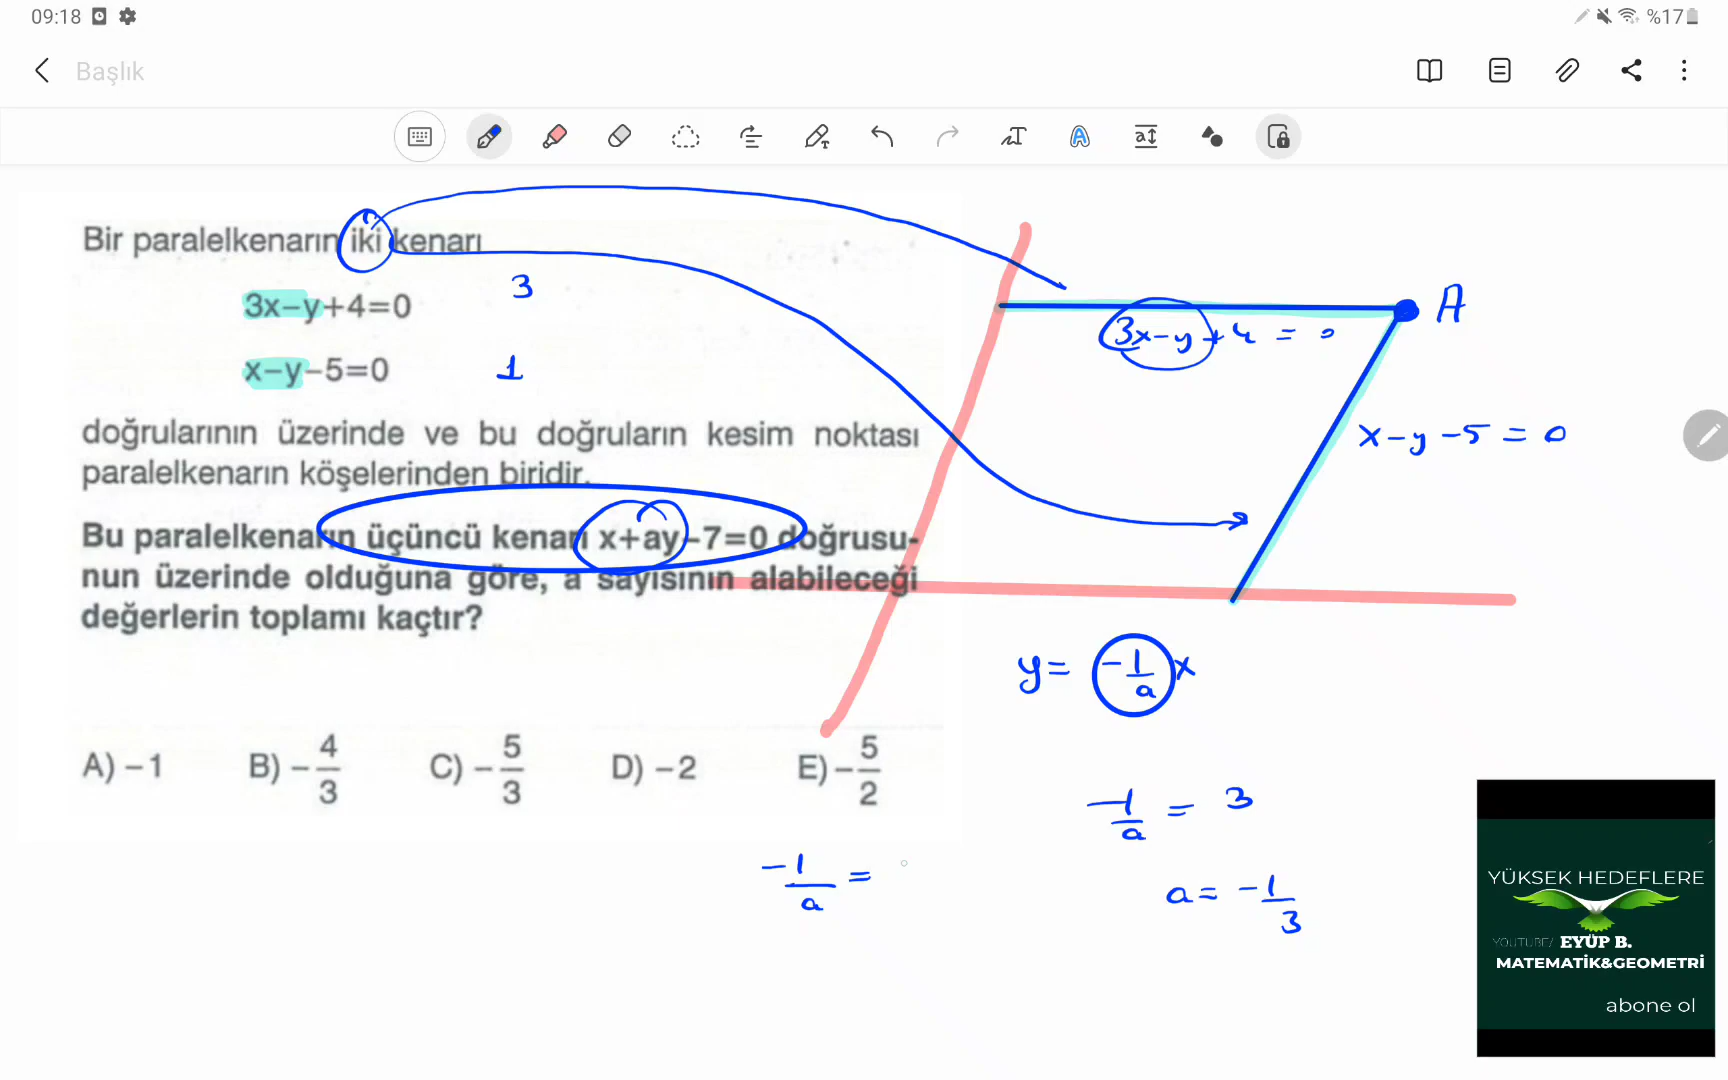 09:18
%17
Başlık
Bir paralelkenarın iki kenarı
3x−y+4=0
3
x−y−5=0
1
doğrularının üzerinde ve bu doğruların kesim noktası
paralelkenarın köşelerinden biridir.
Bu paralelkenarın üçüncü kenarı x+ay−7=0 doğrusu-
nun üzerinde olduğuna göre, a sayısının alabileceği
değerlerin toplamı kaçtır?
A) −1 B) −4/3 C) −5/3 D) −2 E) −5/2
A
3x−y+4 = 0
x−y−5 = 0
y= −1/a x
−1/a = 3
a= −1/3
−1/a =
YÜKSEK HEDEFLERE
YOUTUBE/ EYÜP B.
MATEMATİK&GEOMETRİ
abone ol